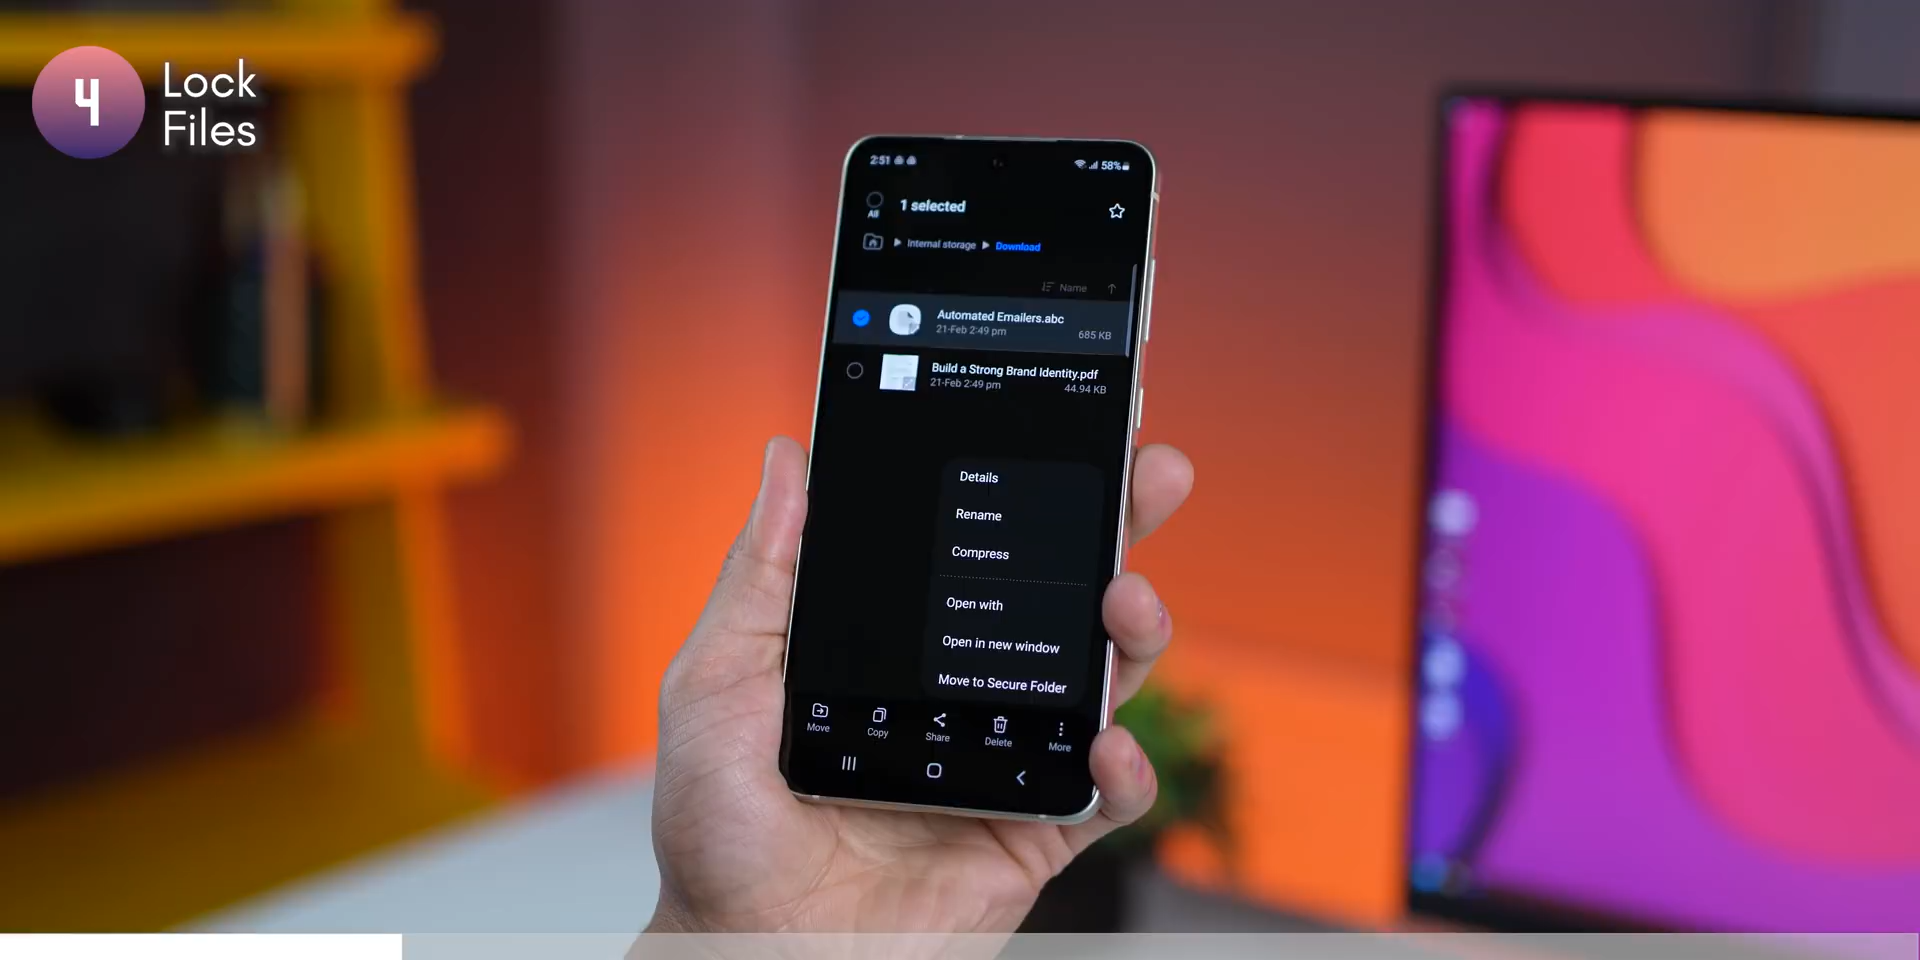 4
Lock
Files
2:51
58%
All
1 selected
Internal storage
Download
Name
Automated Emailers.abc
21-Feb 2:49 pm
685 KB
Build a Strong Brand Identity.pdf
21-Feb 2:49 pm
44.94 KB
Details
Rename
Compress
Open with
Open in new window
Move to Secure Folder
Move
Copy
Share
Delete
More